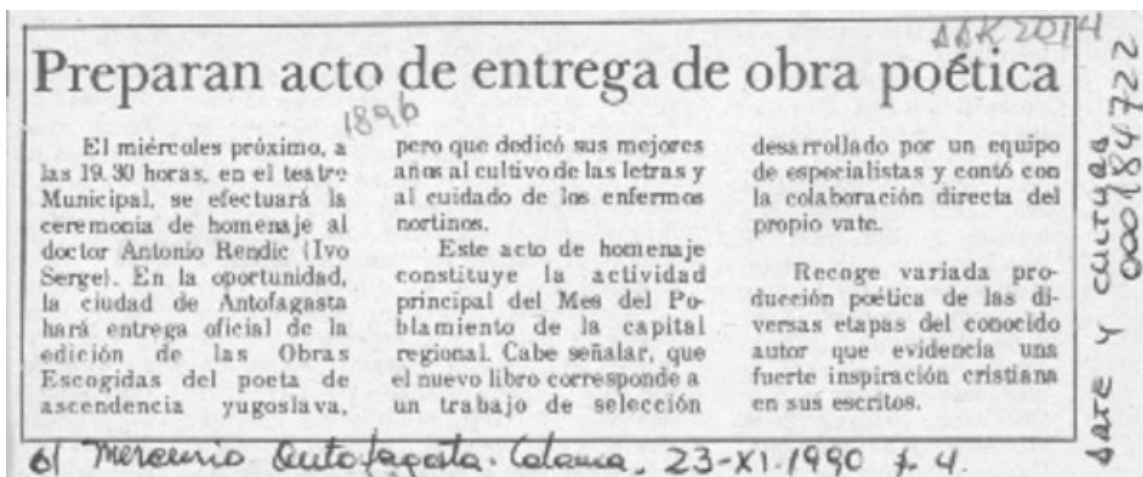 AAK 2014
Preparan acto de entrega de obra poética
1896
El miércoles próximo, a
las 19.30 horas, en el teatro
Municipal, se efectuará la
ceremonia de homenaje al
doctor Antonio Rendic (Ivo
Serge). En la oportunidad,
la ciudad de Antofagasta
hará entrega oficial de la
edición de las Obras
Escogidas del poeta de
ascendencia yugoslava,
pero que dedicó sus mejores
años al cultivo de las letras y
al cuidado de los enfermos
nortinos.
Este acto de homenaje
constituye la actividad
principal del Mes del Po-
blamiento de la capital
regional. Cabe señalar, que
el nuevo libro corresponde a
un trabajo de selección
desarrollado por un equipo
de especialistas y contó con
la colaboración directa del
propio vate.
Recoge variada pro-
ducción poética de las di-
versas etapas del conocido
autor que evidencia una
fuerte inspiración cristiana
en sus escritos.
el Mercurio Antofagasta. Calama, 23-XI-1990 p. 4.
ARTE Y CULTURA
000184722